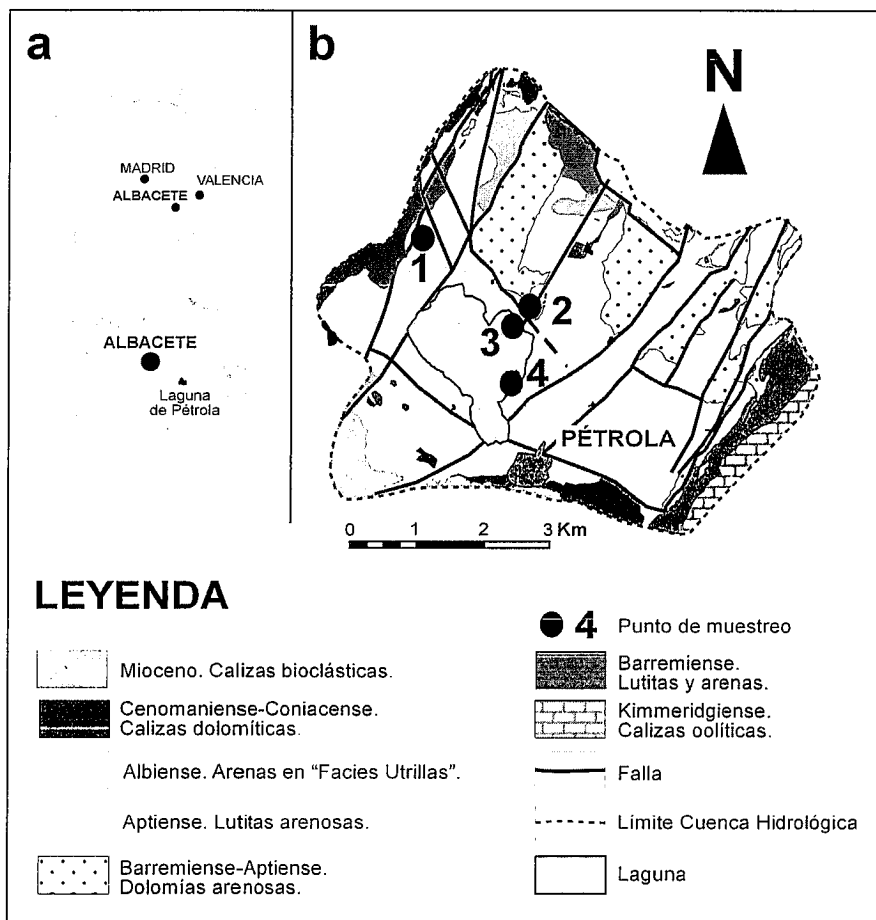 a
MADRID
VALENCIA
ALBACETE
ALBACETE
Laguna
de Pétrola
b
N
1
2
3
4
PÉTROLA
0 1 2 3 Km
LEYENDA
Mioceno. Calizas bioclásticas.
Cenomaniense-Coniacense.
Calizas dolomíticas.
Albiense. Arenas en "Facies Utrillas".
Aptiense. Lutitas arenosas.
Barremiense-Aptiense.
Dolomías arenosas.
4 Punto de muestreo
Barremiense.
Lutitas y arenas.
Kimmeridgiense.
Calizas oolíticas.
Falla
Límite Cuenca Hidrológica
Laguna